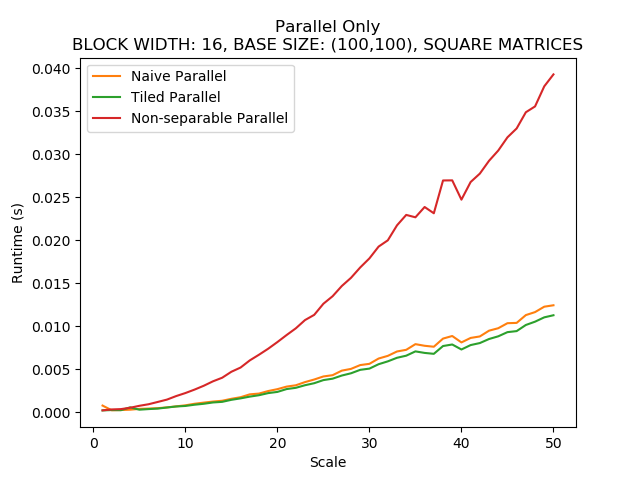 Parallel Only
BLOCK WIDTH: 16, BASE SIZE: (100,100), SQUARE MATRICES
Naive Parallel
Tiled Parallel
Non-separable Parallel
0.040
0.035
0.030
0.025
0.020
0.015
0.010
0.005
0.000
Runtime (s)
0 10 20 30 40 50
Scale